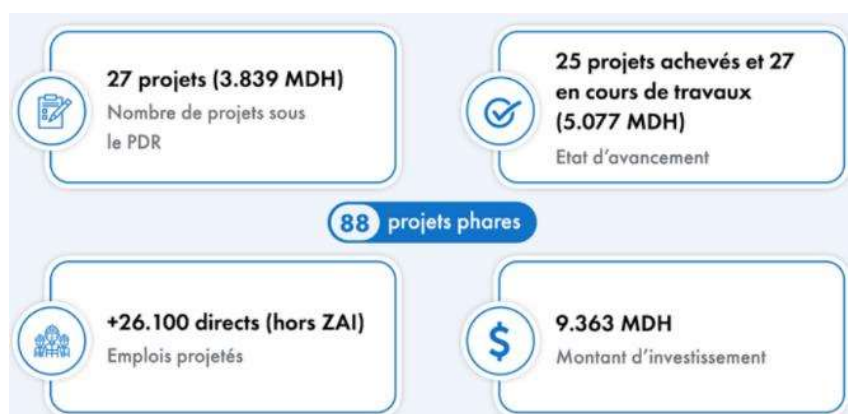 27 projets (3.839 MDH)
Nombre de projets sous
le PDR
25 projets achevés et 27
en cours de travaux
(5.077 MDH)
Etat d'avancement
88 projets phares
+26.100 directs (hors ZAI)
Emplois projetés
$
9.363 MDH
Montant d'investissement